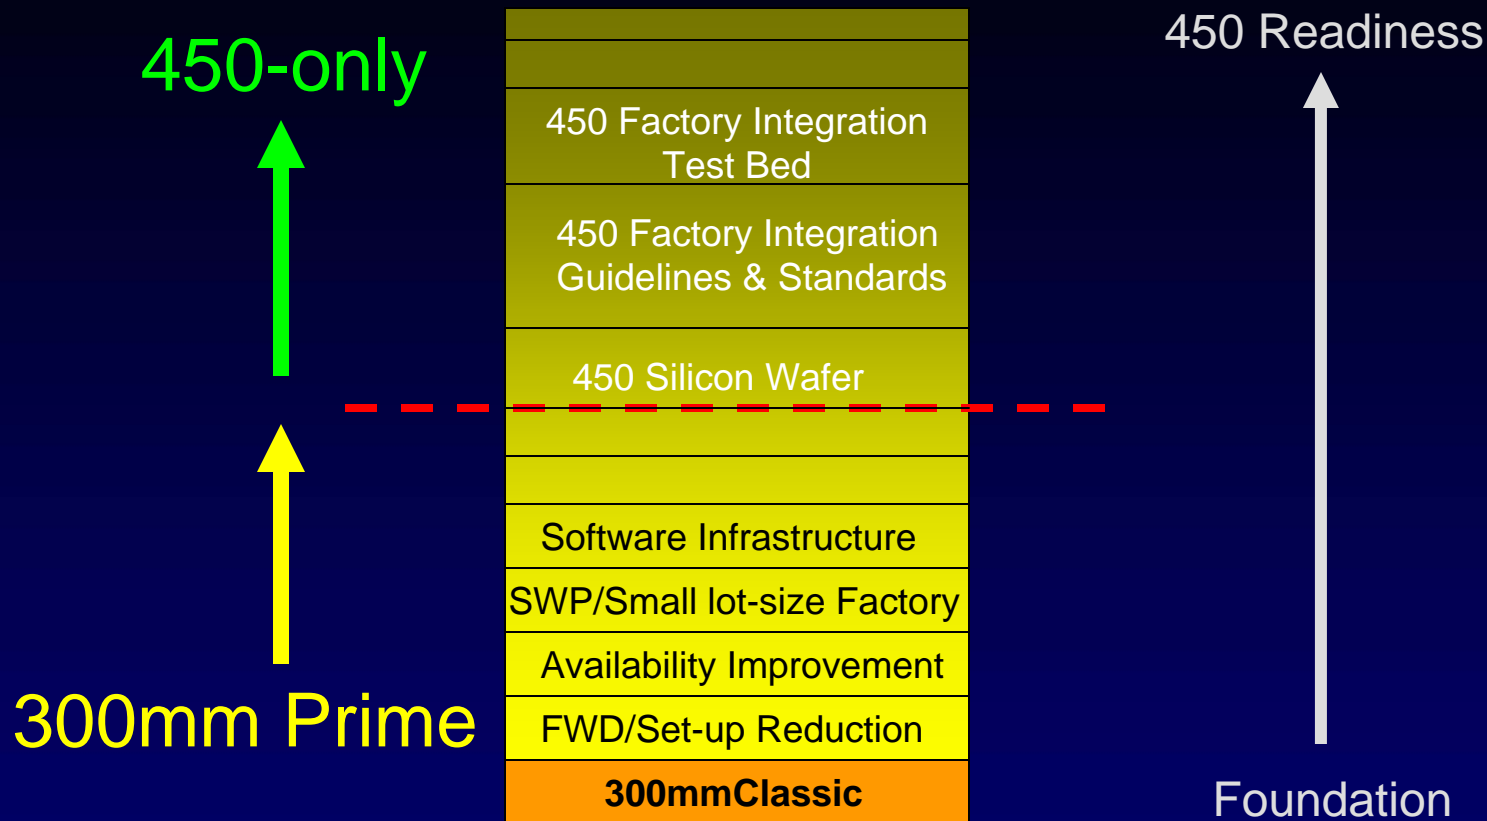 450-only
450 Readiness
450 Factory Integration
Test Bed
450 Factory Integration
Guidelines & Standards
450 Silicon Wafer
Software Infrastructure
SWP/Small lot-size Factory
Availability Improvement
300mm Prime
FWD/Set-up Reduction
300mmClassic
Foundation